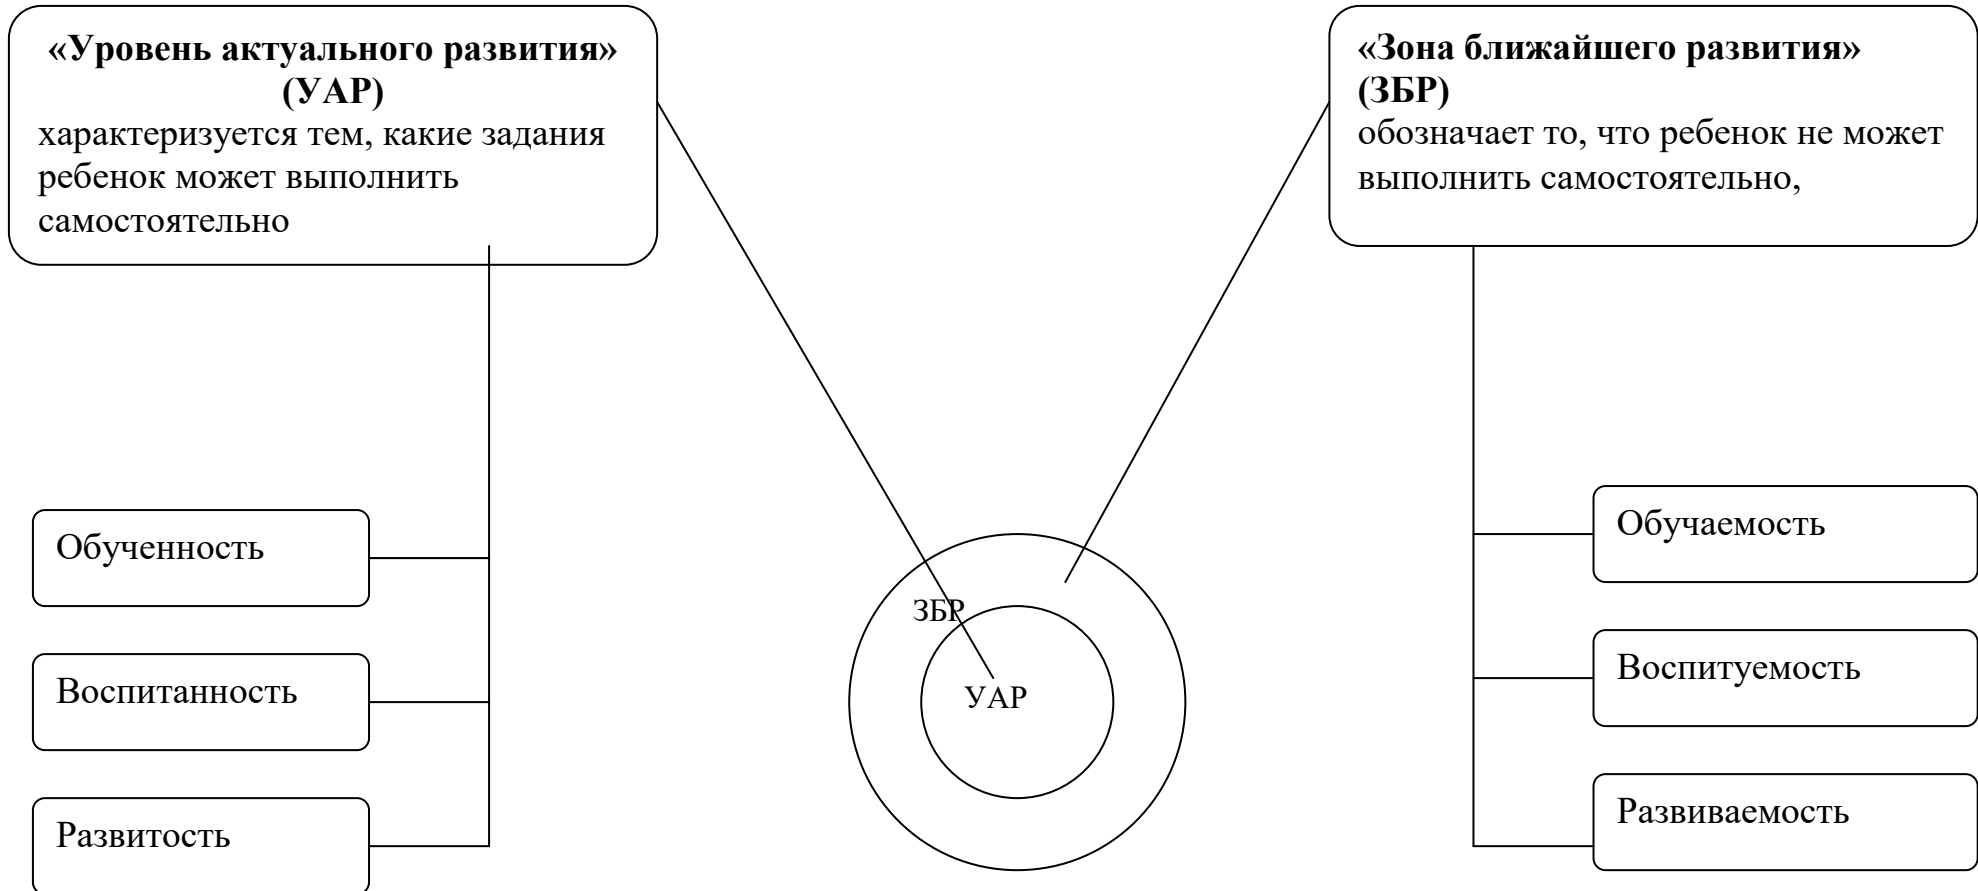 «Уровень актуального развития»
(УАР)
характеризуется тем, какие задания
ребенок может выполнить
самостоятельно
«Зона ближайшего развития»
(ЗБР)
обозначает то, что ребенок не может
выполнить самостоятельно,
Обученность
Воспитанность
Развитость
ЗБР
УАР
Обучаемость
Воспитуемость
Развиваемость